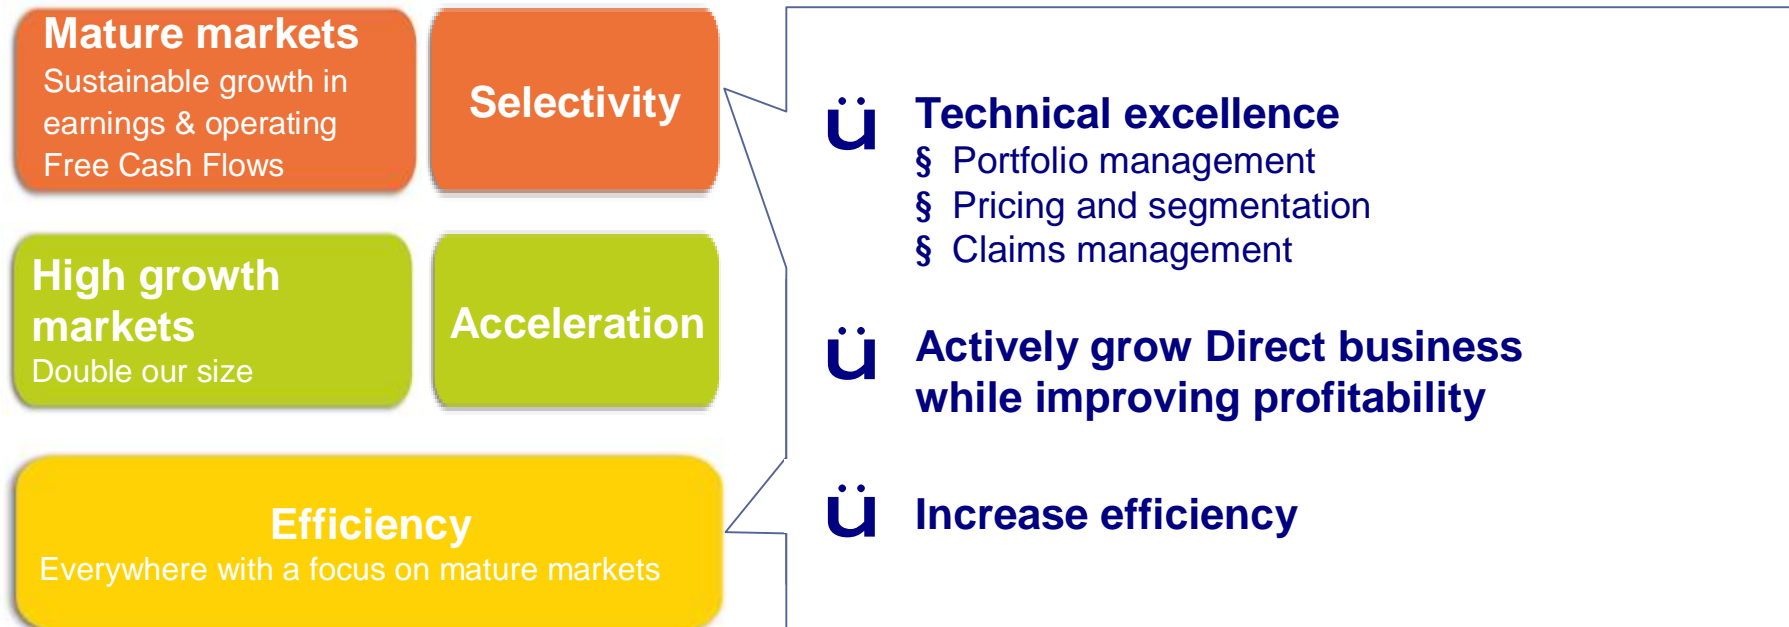 Mature markets
Sustainable growth in
earnings & operating
Free Cash Flows
Selectivity
High growth
markets
Double our size
Acceleration
Efficiency
Everywhere with a focus on mature markets
ü Technical excellence
§ Portfolio management
§ Pricing and segmentation
§ Claims management
ü Actively grow Direct business
while improving profitability
ü Increase efficiency